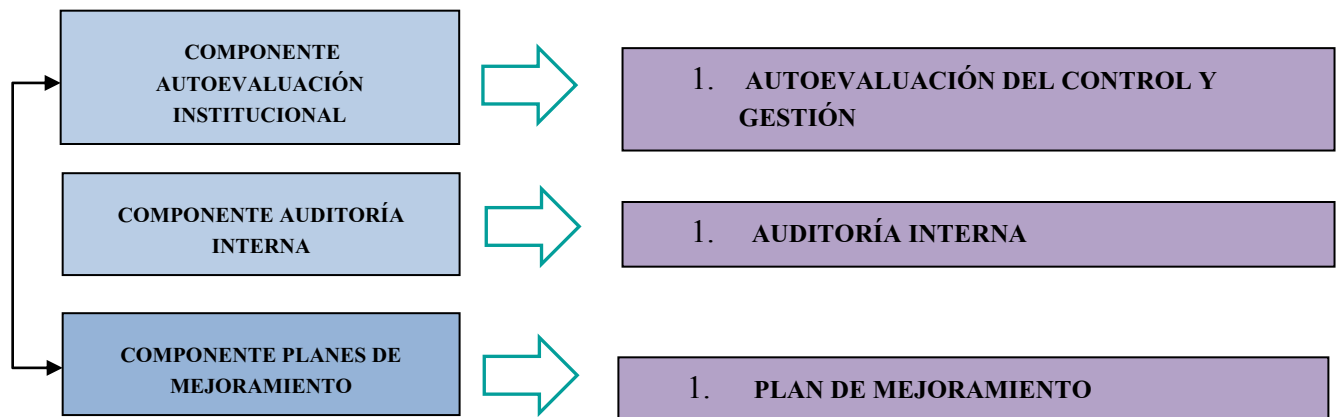 COMPONENTE
AUTOEVALUACIÓN
INSTITUCIONAL
1. AUTOEVALUACIÓN DEL CONTROL Y
GESTIÓN
COMPONENTE AUDITORÍA
INTERNA
1. AUDITORÍA INTERNA
COMPONENTE PLANES DE
MEJORAMIENTO
1. PLAN DE MEJORAMIENTO